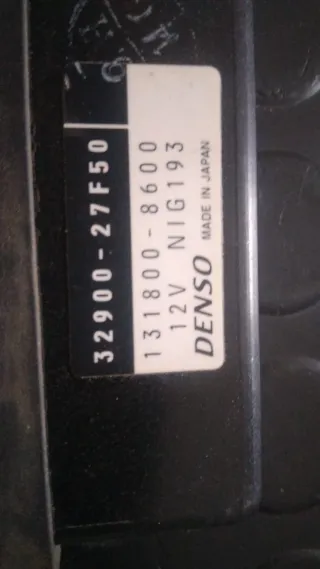 32900-27F50
131800-8600
12V NIG193
DENSO MADE IN JAPAN